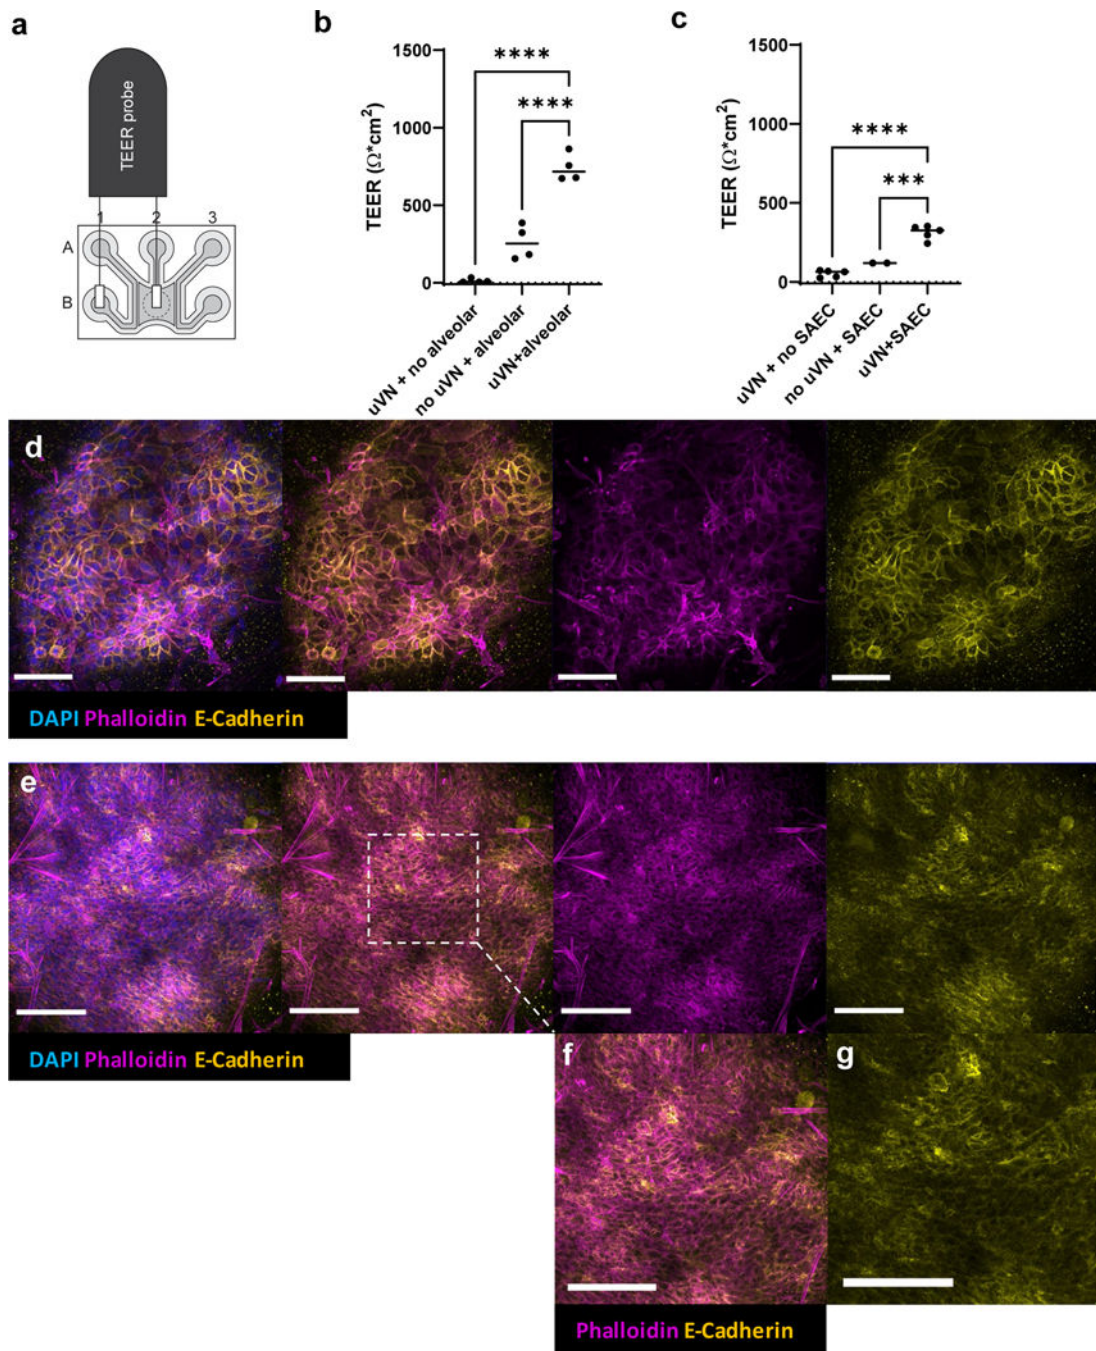 a
TEER probe
1 2 3
A
B
b
TEER (Ω*cm²)
1500
1000
500
0
****
****
uVN + no alveolar
no uVN + alveolar
uVN+alveolar
c
TEER (Ω*cm²)
1500
1000
500
0
****
***
uVN + no SAEC
no uVN + SAEC
uVN+SAEC
d
DAPI Phalloidin E-Cadherin
e
DAPI Phalloidin E-Cadherin
f
g
Phalloidin E-Cadherin